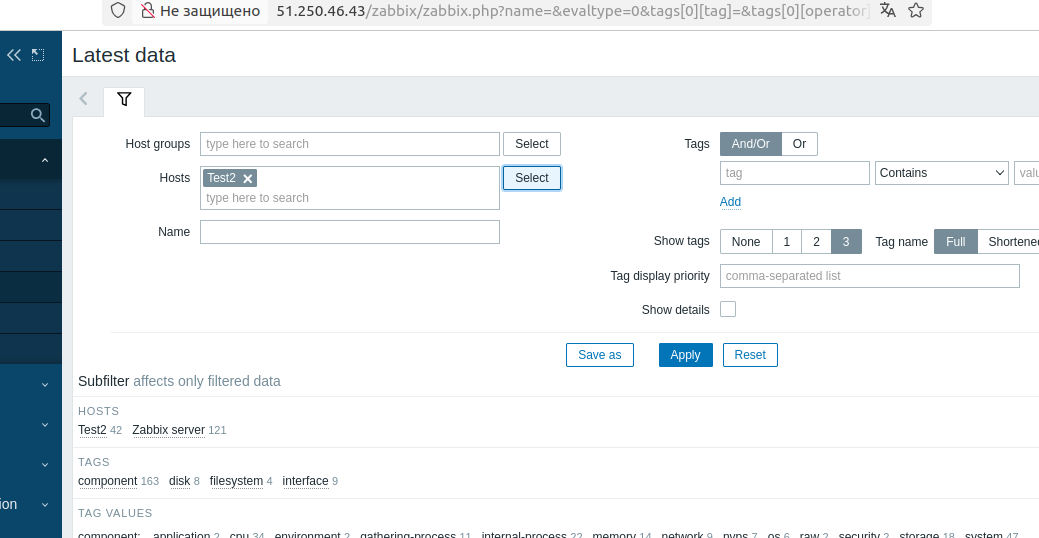 Не защищено 51.250.46.43/zabbix/zabbix.php?name=&evaltype=0&tags[0][tag]=&tags[0][operator]
Latest data
Host groups type here to search Select Tags And/Or Or
Hosts Test2 type here to search Select tag Contains valu
Add
Name
Show tags None 1 2 3 Tag name Full Shortened
Tag display priority comma-separated list
Show details
Save as Apply Reset
Subfilter affects only filtered data
HOSTS
Test2 42 Zabbix server 121
TAGS
component 163 disk 8 filesystem 4 interface 9
TAG VALUES
component: application 2 cpu 34 environment 2 gathering-process 11 internal-process 22 memory 14 network 9 nvps 7 os 6 raw 2 security 2 storage 18 system 47
ion